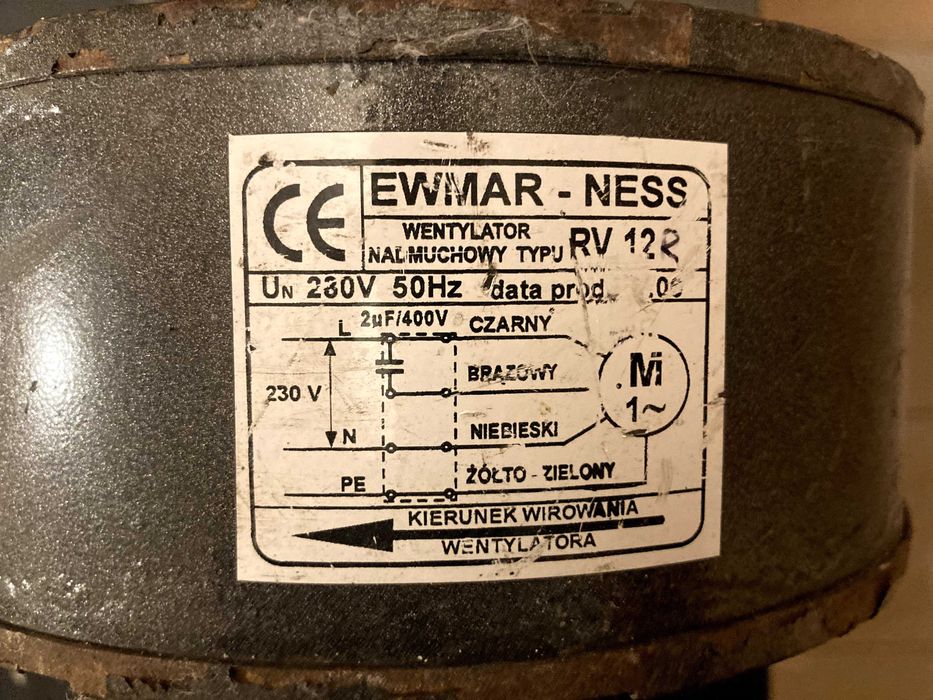 CE
EWMAR - NESS
WENTYLATOR
NADMUCHOWY TYPU RV 12R
UN 230V 50Hz data prod.
L 2µF/400V CZARNY
BRĄZOWY
230 V
M
1~
N NIEBIESKI
PE ŻÓŁTO - ZIELONY
KIERUNEK WIROWANIA
WENTYLATORA